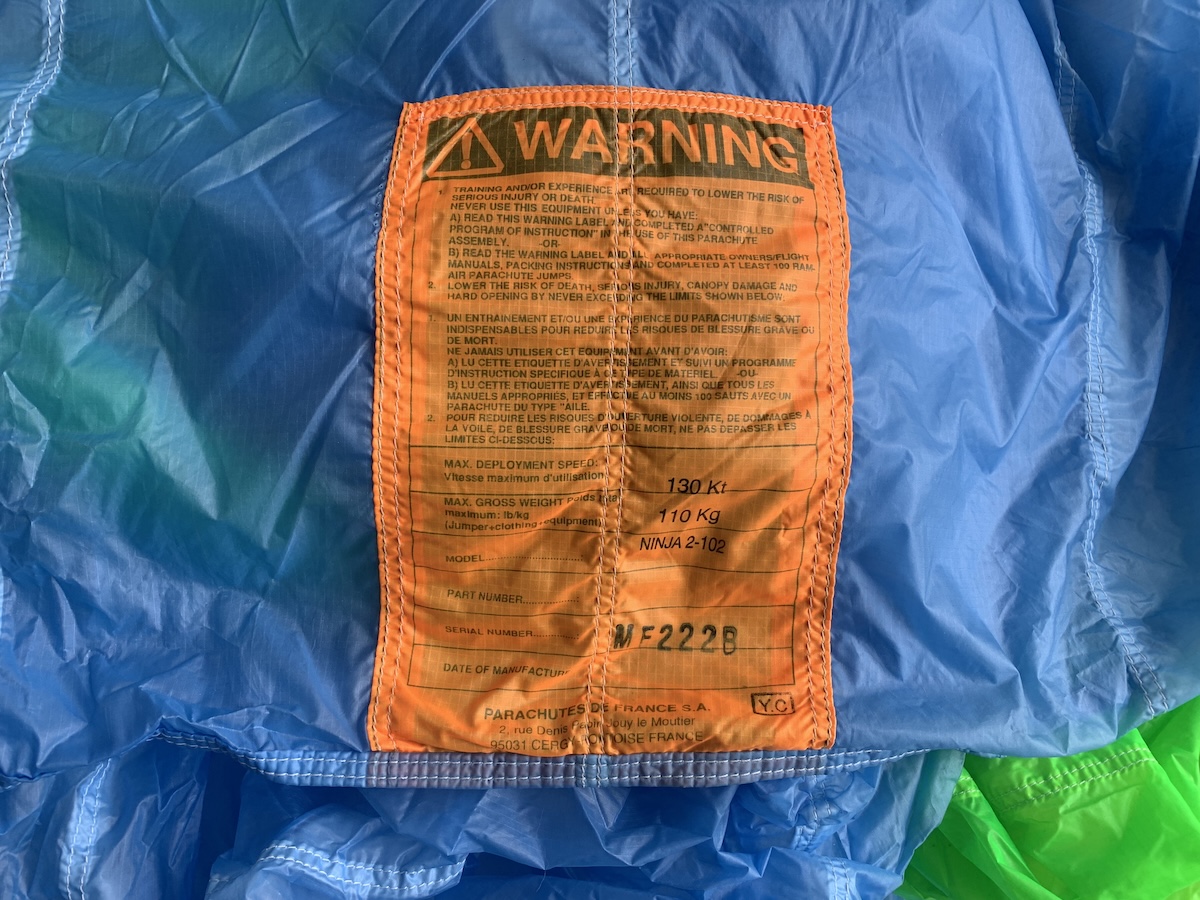 WARNING
1. TRAINING AND/OR EXPERIENCE ARE REQUIRED TO LOWER THE RISK OF
SERIOUS INJURY OR DEATH.
NEVER USE THIS EQUIPMENT UNLESS YOU HAVE:
A) READ THIS WARNING LABEL AND COMPLETED A "CONTROLLED
PROGRAM OF INSTRUCTION" IN THE USE OF THIS PARACHUTE
ASSEMBLY. -OR-
B) READ THE WARNING LABEL AND ALL APPROPRIATE OWNERS/FLIGHT
MANUALS, PACKING INSTRUCTIONS AND COMPLETED AT LEAST 100 RAM-
AIR PARACHUTE JUMPS.
2. LOWER THE RISK OF DEATH, SERIOUS INJURY, CANOPY DAMAGE AND
HARD OPENING BY NEVER EXCEEDING THE LIMITS SHOWN BELOW.
1. UN ENTRAINEMENT ET/OU UNE EXPERIENCE DU PARACHUTISME SONT
INDISPENSABLES POUR REDUIRE LES RISQUES DE BLESSURE GRAVE OU
DE MORT.
NE JAMAIS UTILISER CET EQUIPEMENT AVANT D'AVOIR:
A) LU CETTE ETIQUETTE D'AVERTISSEMENT ET SUIVI UN PROGRAMME
D'INSTRUCTION SPECIFIQUE À CE TYPE DE MATERIEL. -OU-
B) LU CETTE ETIQUETTE D'AVERTISSEMENT, AINSI QUE TOUS LES
MANUELS APPROPRIES, ET EFFECTUE AU MOINS 100 SAUTS AVEC UN
PARACHUTE DU TYPE "AILE.
2. POUR REDUIRE LES RISQUES D'OUVERTURE VIOLENTE, DE DOMMAGES À
LA VOILE, DE BLESSURE GRAVE OU DE MORT, NE PAS DEPASSER LES
LIMITES CI-DESSOUS:
MAX. DEPLOYMENT SPEED:
Vitesse maximum d'utilisation 130 Kt
MAX. GROSS WEIGHT Poids total
maximum: lb/kg 110 Kg
(Jumper+clothing+equipment)
MODEL.................. NINJA 2-102
PART NUMBER..............
SERIAL NUMBER........... MF222B
DATE OF MANUFACTURE
PARACHUTES DE FRANCE S.A. Y.C
2, rue Denis Papin Jouy le Moutier
95031 CERGY PONTOISE FRANCE